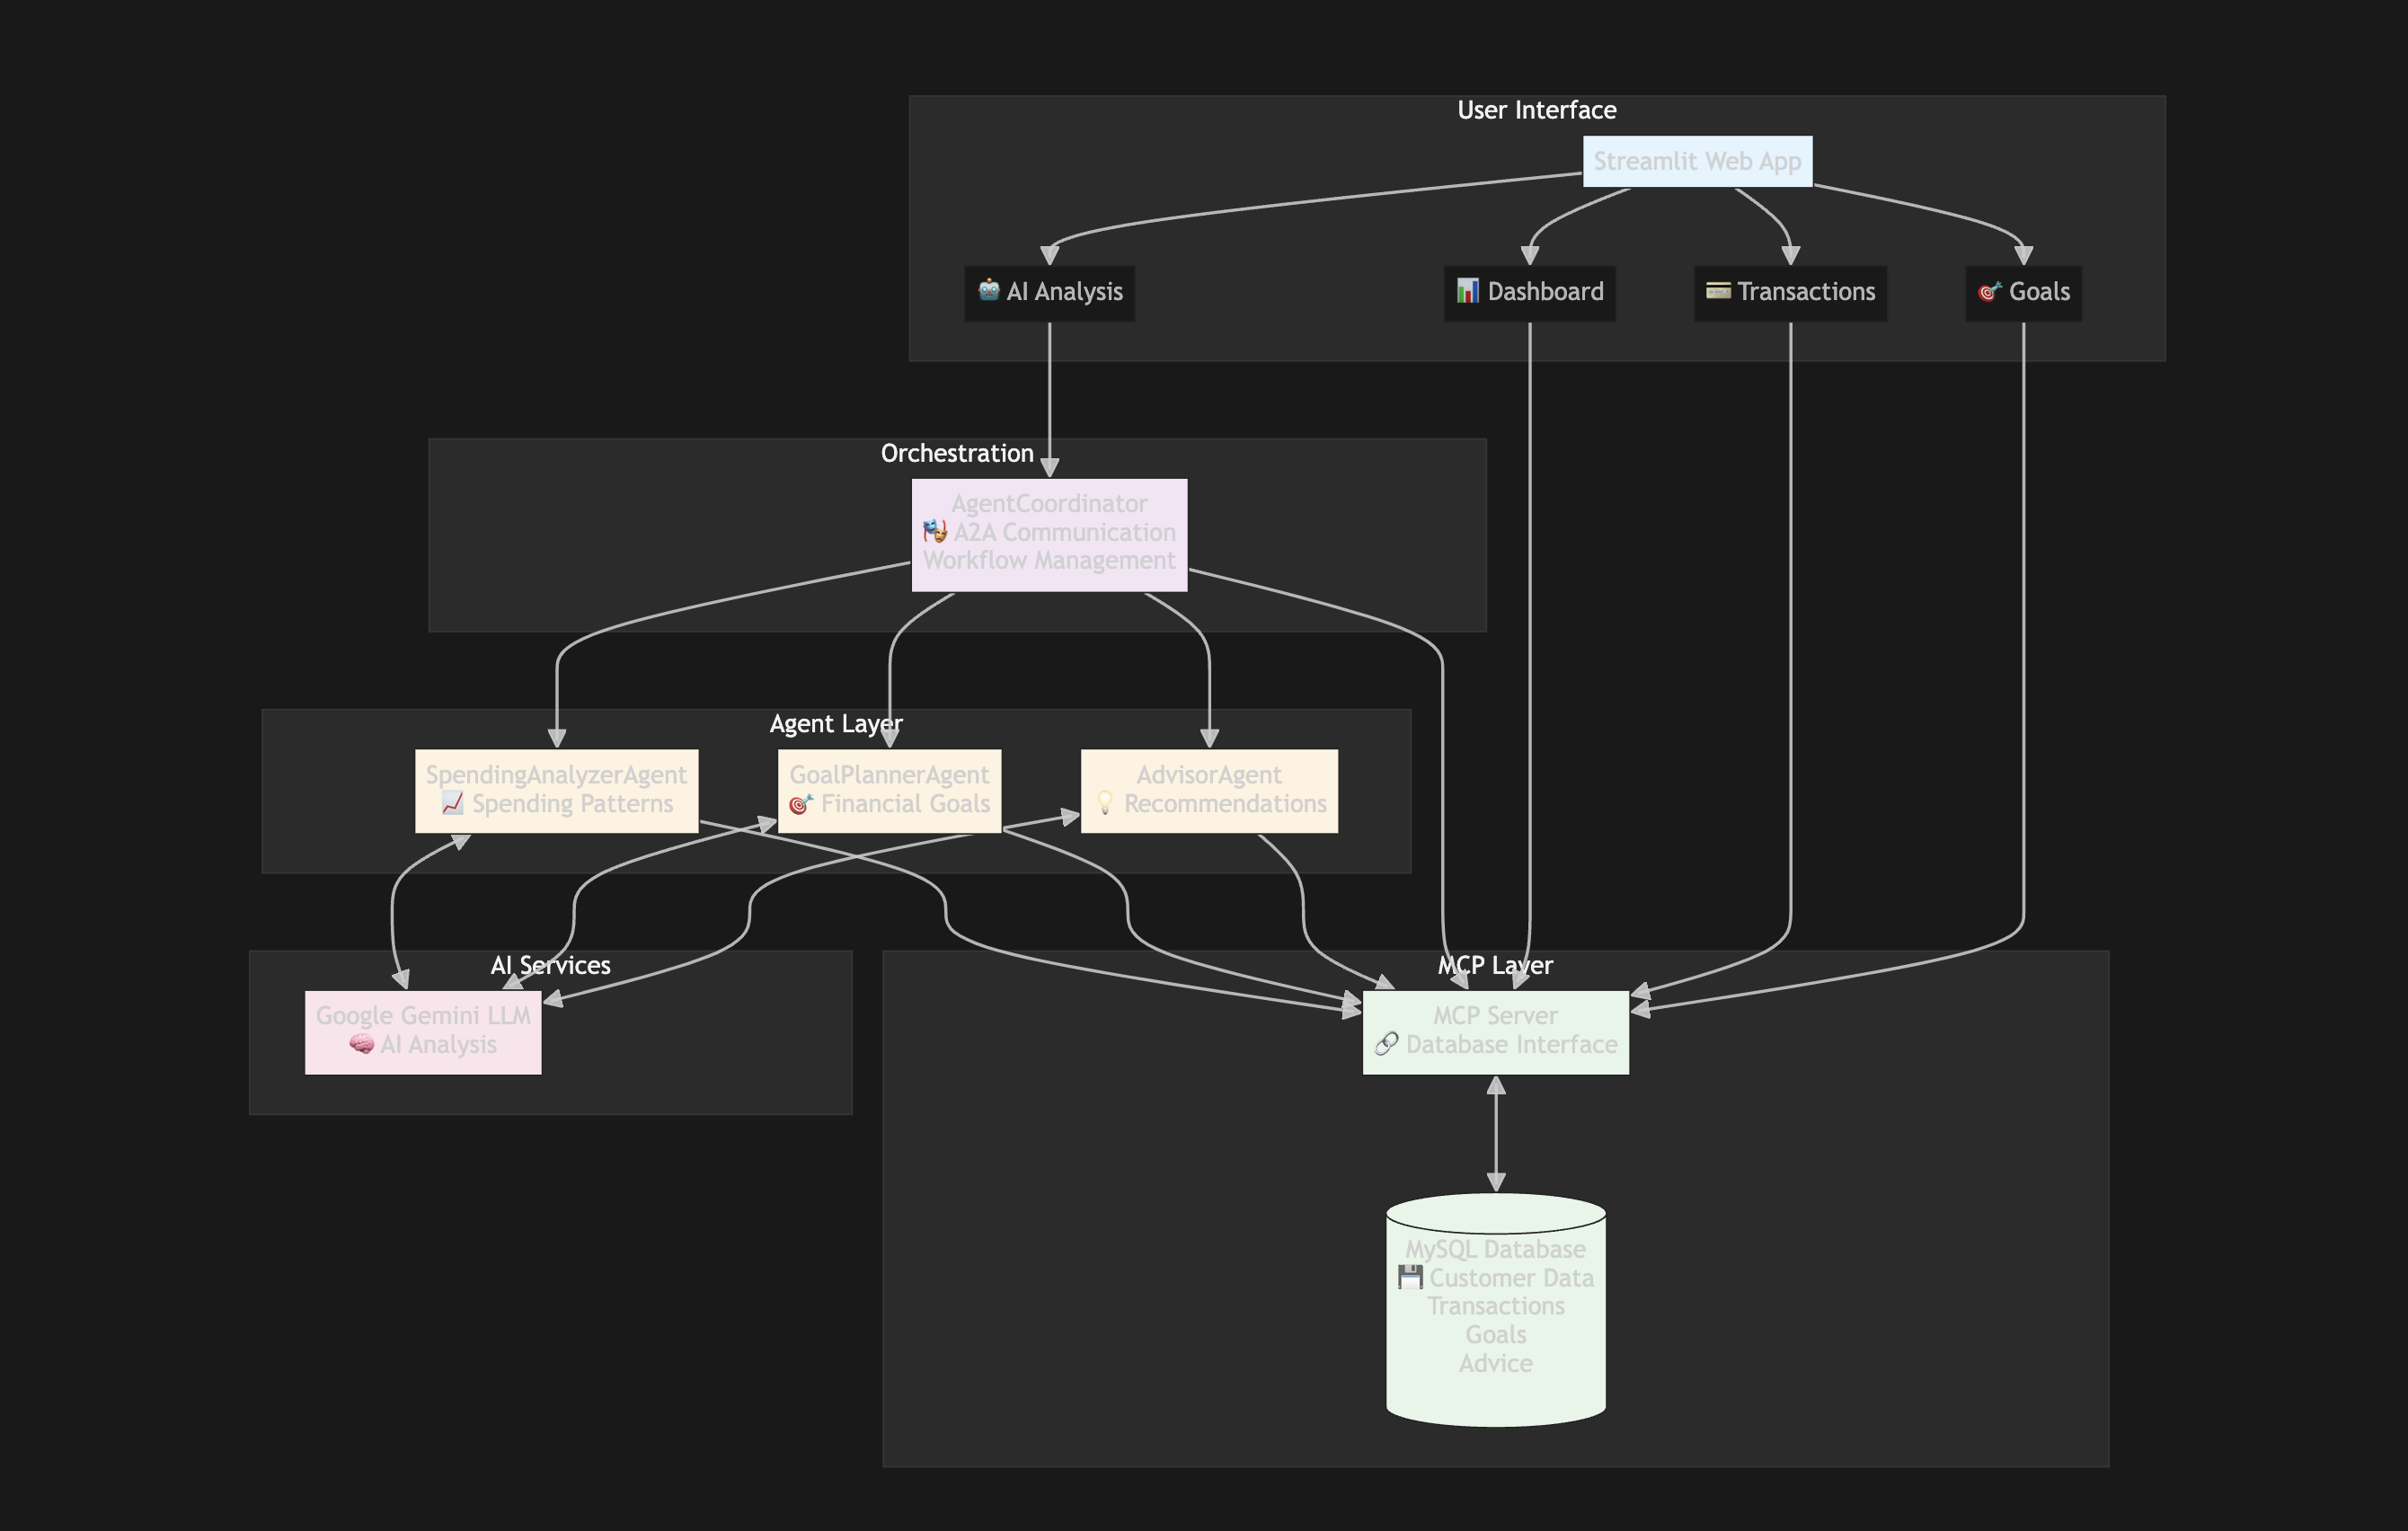 User Interface
Streamlit Web App
🤖 AI Analysis
📊 Dashboard
💳 Transactions
🎯 Goals
Orchestration
AgentCoordinator
🎭 A2A Communication
Workflow Management
Agent Layer
SpendingAnalyzerAgent
📈 Spending Patterns
GoalPlannerAgent
🎯 Financial Goals
AdvisorAgent
💡 Recommendations
AI Services
Google Gemini LLM
🧠 AI Analysis
MCP Layer
MCP Server
🔗 Database Interface
MySQL Database
💾 Customer Data
Transactions
Goals
Advice